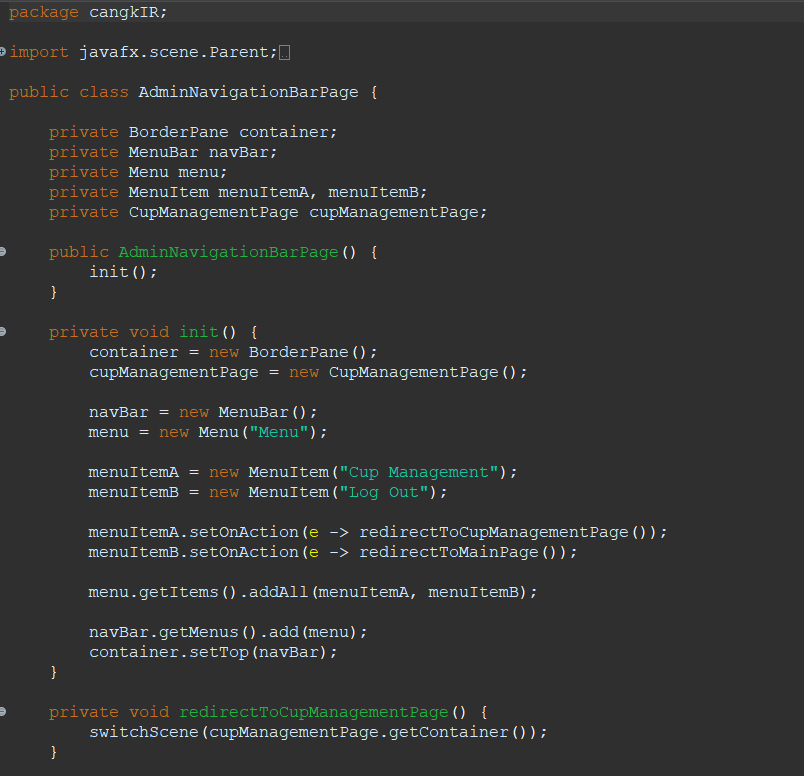 package cangkIR;
import javafx.scene.Parent;
public class AdminNavigationBarPage {
private BorderPane container;
private MenuBar navBar;
private Menu menu;
private MenuItem menuItemA, menuItemB;
private CupManagementPage cupManagementPage;
public AdminNavigationBarPage() {
init();
}
private void init() {
container = new BorderPane();
cupManagementPage = new CupManagementPage();
navBar = new MenuBar();
menu = new Menu("Menu");
menuItemA = new MenuItem("Cup Management");
menuItemB = new MenuItem("Log Out");
menuItemA.setOnAction(e -> redirectToCupManagementPage());
menuItemB.setOnAction(e -> redirectToMainPage());
menu.getItems().addAll(menuItemA, menuItemB);
navBar.getMenus().add(menu);
container.setTop(navBar);
}
private void redirectToCupManagementPage() {
switchScene(cupManagementPage.getContainer());
}